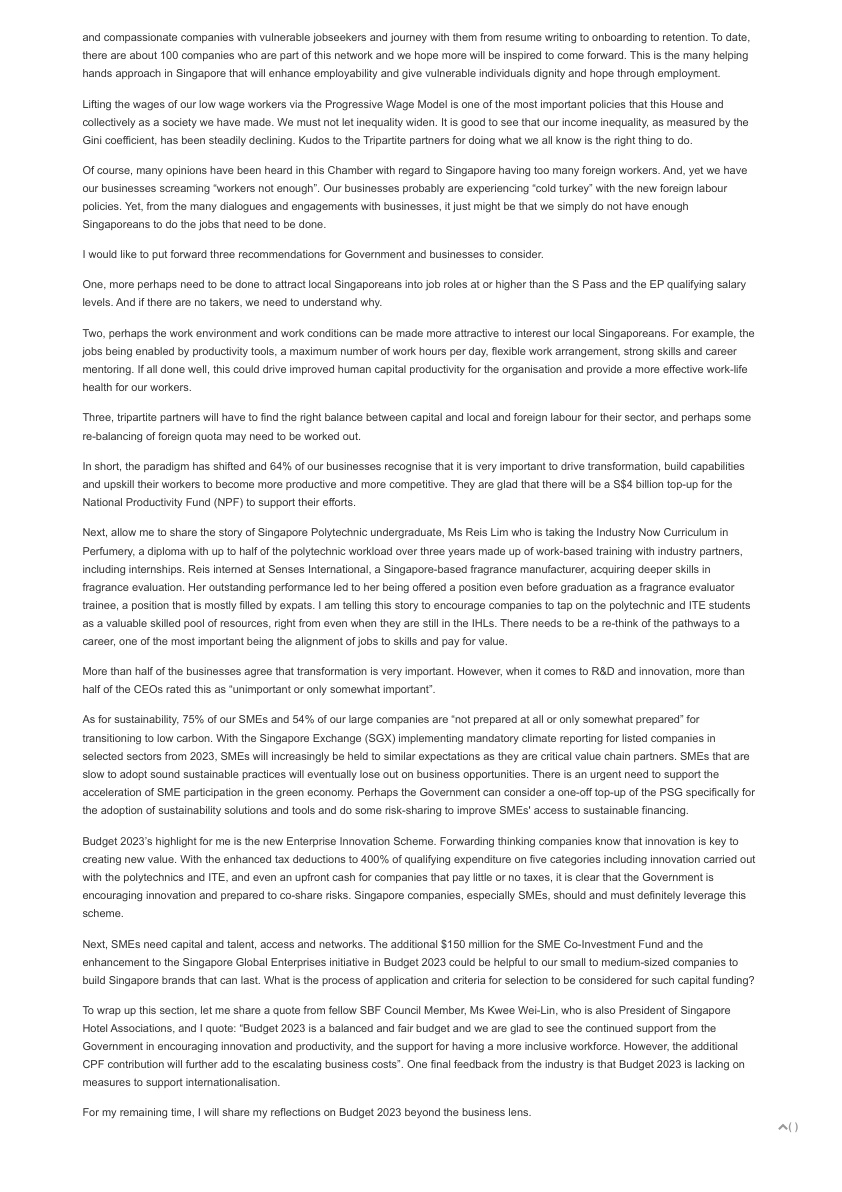 and compassionate companies with vulnerable jobseekers and journey with them from resume writing to onboarding to retention. To date,
there are about 100 companies who are part of this network and we hope more will be inspired to come forward. This is the many helping
hands approach in Singapore that will enhance employability and give vulnerable individuals dignity and hope through employment.
Lifting the wages of our low wage workers via the Progressive Wage Model is one of the most important policies that this House and
collectively as a society we have made. We must not let inequality widen. It is good to see that our income inequality, as measured by the
Gini coefficient, has been steadily declining. Kudos to the Tripartite partners for doing what we all know is the right thing to do.
Of course, many opinions have been heard in this Chamber with regard to Singapore having too many foreign workers. And, yet we have
our businesses screaming “workers not enough”. Our businesses probably are experiencing “cold turkey” with the new foreign labour
policies. Yet, from the many dialogues and engagements with businesses, it just might be that we simply do not have enough
Singaporeans to do the jobs that need to be done.
I would like to put forward three recommendations for Government and businesses to consider.
One, more perhaps need to be done to attract local Singaporeans into job roles at or higher than the S Pass and the EP qualifying salary
levels. And if there are no takers, we need to understand why.
Two, perhaps the work environment and work conditions can be made more attractive to interest our local Singaporeans. For example, the
jobs being enabled by productivity tools, a maximum number of work hours per day, flexible work arrangement, strong skills and career
mentoring. If all done well, this could drive improved human capital productivity for the organisation and provide a more effective work-life
health for our workers.
Three, tripartite partners will have to find the right balance between capital and local and foreign labour for their sector, and perhaps some
re-balancing of foreign quota may need to be worked out.
In short, the paradigm has shifted and 64% of our businesses recognise that it is very important to drive transformation, build capabilities
and upskill their workers to become more productive and more competitive. They are glad that there will be a S$4 billion top-up for the
National Productivity Fund (NPF) to support their efforts.
Next, allow me to share the story of Singapore Polytechnic undergraduate, Ms Reis Lim who is taking the Industry Now Curriculum in
Perfumery, a diploma with up to half of the polytechnic workload over three years made up of work-based training with industry partners,
including internships. Reis interned at Senses International, a Singapore-based fragrance manufacturer, acquiring deeper skills in
fragrance evaluation. Her outstanding performance led to her being offered a position even before graduation as a fragrance evaluator
trainee, a position that is mostly filled by expats. I am telling this story to encourage companies to tap on the polytechnic and ITE students
as a valuable skilled pool of resources, right from even when they are still in the IHLs. There needs to be a re-think of the pathways to a
career, one of the most important being the alignment of jobs to skills and pay for value.
More than half of the businesses agree that transformation is very important. However, when it comes to R&D and innovation, more than
half of the CEOs rated this as “unimportant or only somewhat important”.
As for sustainability, 75% of our SMEs and 54% of our large companies are “not prepared at all or only somewhat prepared” for
transitioning to low carbon. With the Singapore Exchange (SGX) implementing mandatory climate reporting for listed companies in
selected sectors from 2023, SMEs will increasingly be held to similar expectations as they are critical value chain partners. SMEs that are
slow to adopt sound sustainable practices will eventually lose out on business opportunities. There is an urgent need to support the
acceleration of SME participation in the green economy. Perhaps the Government can consider a one-off top-up of the PSG specifically for
the adoption of sustainability solutions and tools and do some risk-sharing to improve SMEs' access to sustainable financing.
Budget 2023’s highlight for me is the new Enterprise Innovation Scheme. Forwarding thinking companies know that innovation is key to
creating new value. With the enhanced tax deductions to 400% of qualifying expenditure on five categories including innovation carried out
with the polytechnics and ITE, and even an upfront cash for companies that pay little or no taxes, it is clear that the Government is
encouraging innovation and prepared to co-share risks. Singapore companies, especially SMEs, should and must definitely leverage this
scheme.
Next, SMEs need capital and talent, access and networks. The additional $150 million for the SME Co-Investment Fund and the
enhancement to the Singapore Global Enterprises initiative in Budget 2023 could be helpful to our small to medium-sized companies to
build Singapore brands that can last. What is the process of application and criteria for selection to be considered for such capital funding?
To wrap up this section, let me share a quote from fellow SBF Council Member, Ms Kwee Wei-Lin, who is also President of Singapore
Hotel Associations, and I quote: “Budget 2023 is a balanced and fair budget and we are glad to see the continued support from the
Government in encouraging innovation and productivity, and the support for having a more inclusive workforce. However, the additional
CPF contribution will further add to the escalating business costs”. One final feedback from the industry is that Budget 2023 is lacking on
measures to support internationalisation.
For my remaining time, I will share my reflections on Budget 2023 beyond the business lens.
( )